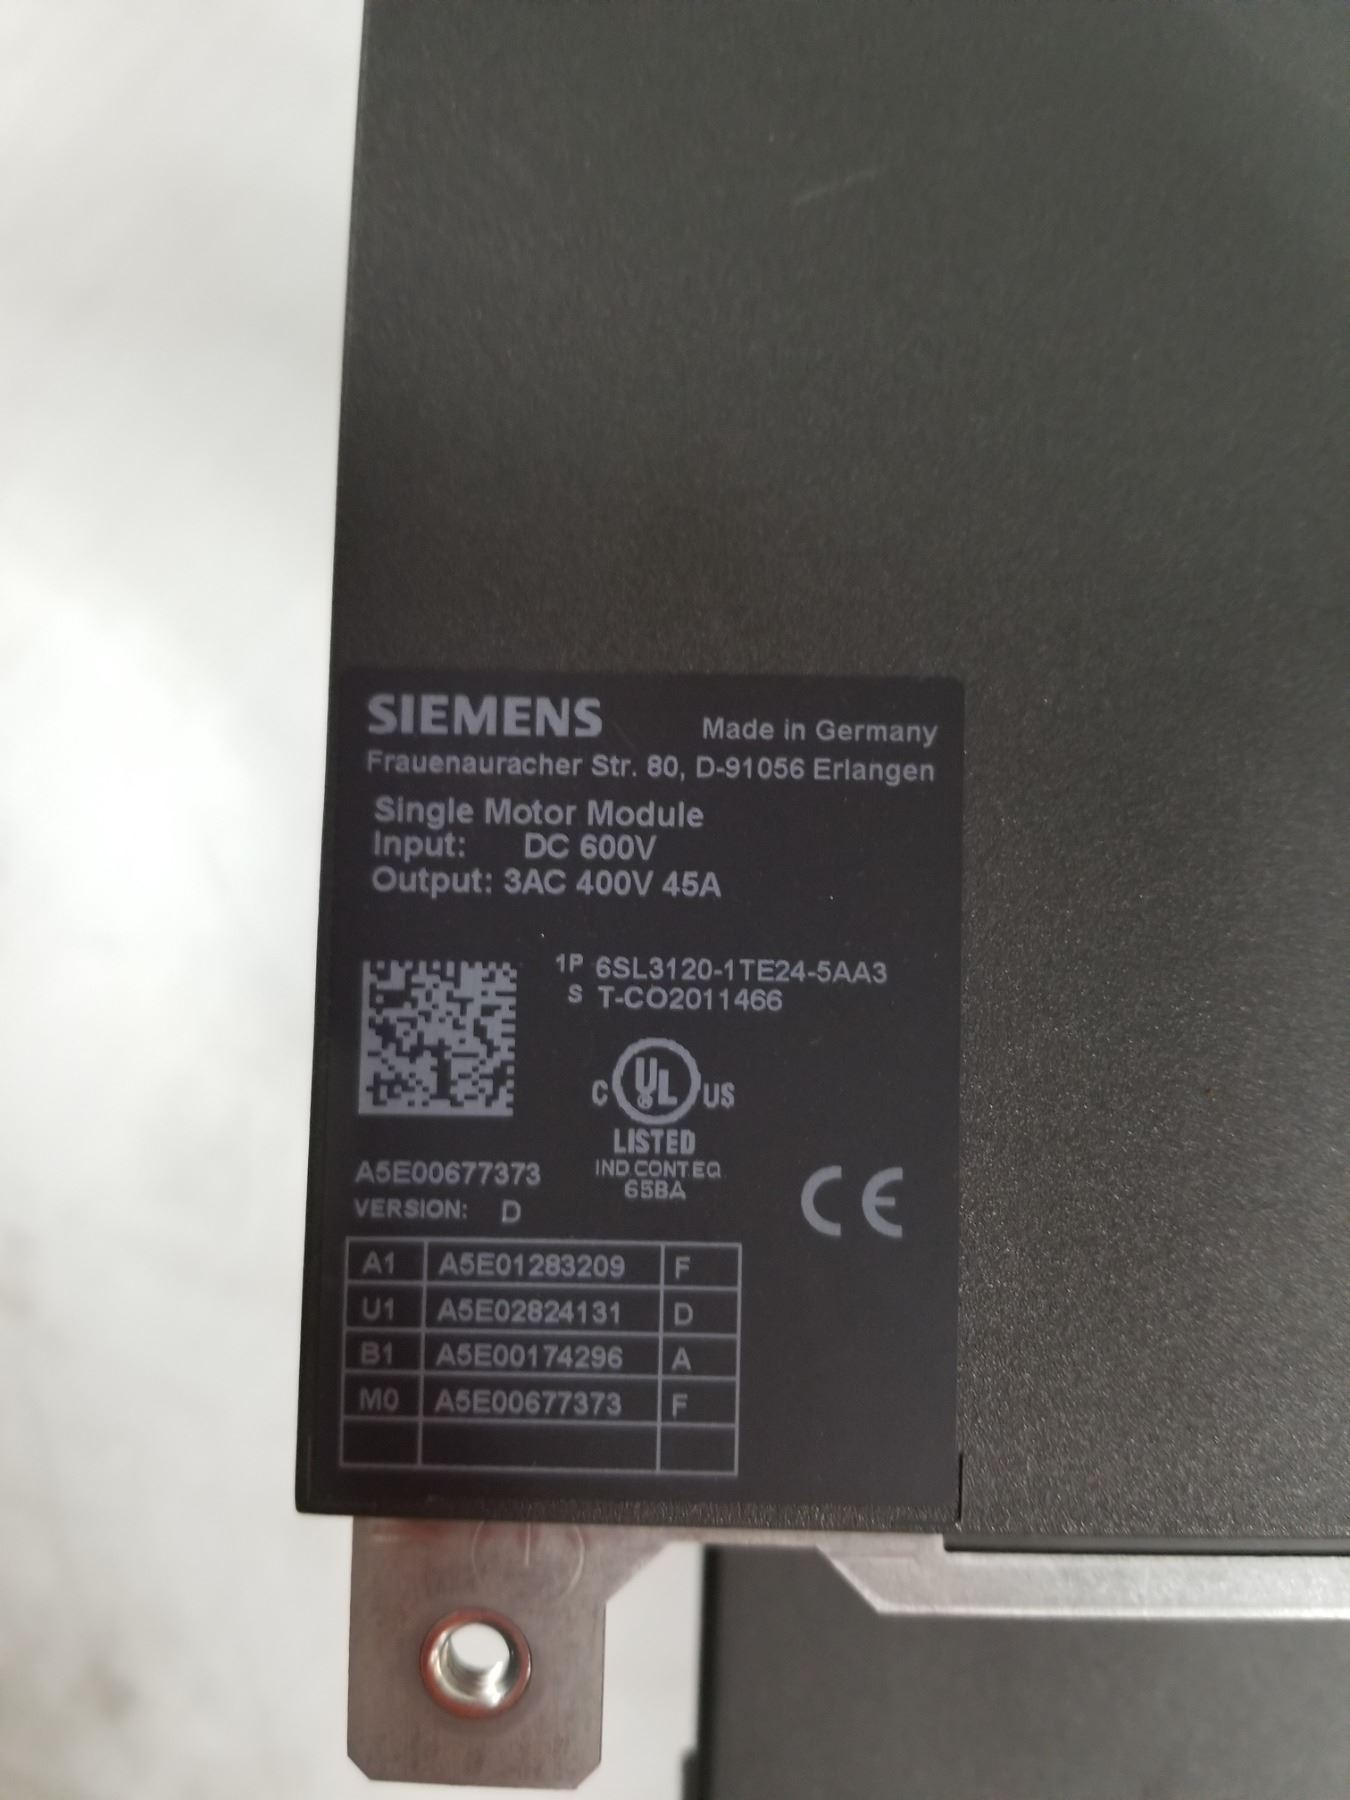 SIEMENS Made in Germany
Frauenauracher Str. 80, D-91056 Erlangen
Single Motor Module
Input: DC 600V
Output: 3AC 400V 45A
1P 6SL3120-1TE24-5AA3
S T-CO2011466
C UL US
LISTED
IND.CONT.EQ.
65BA
A5E00677373
VERSION: D
CE
A1 A5E01283209 F
U1 A5E02824131 D
B1 A5E00174296 A
M0 A5E00677373 F